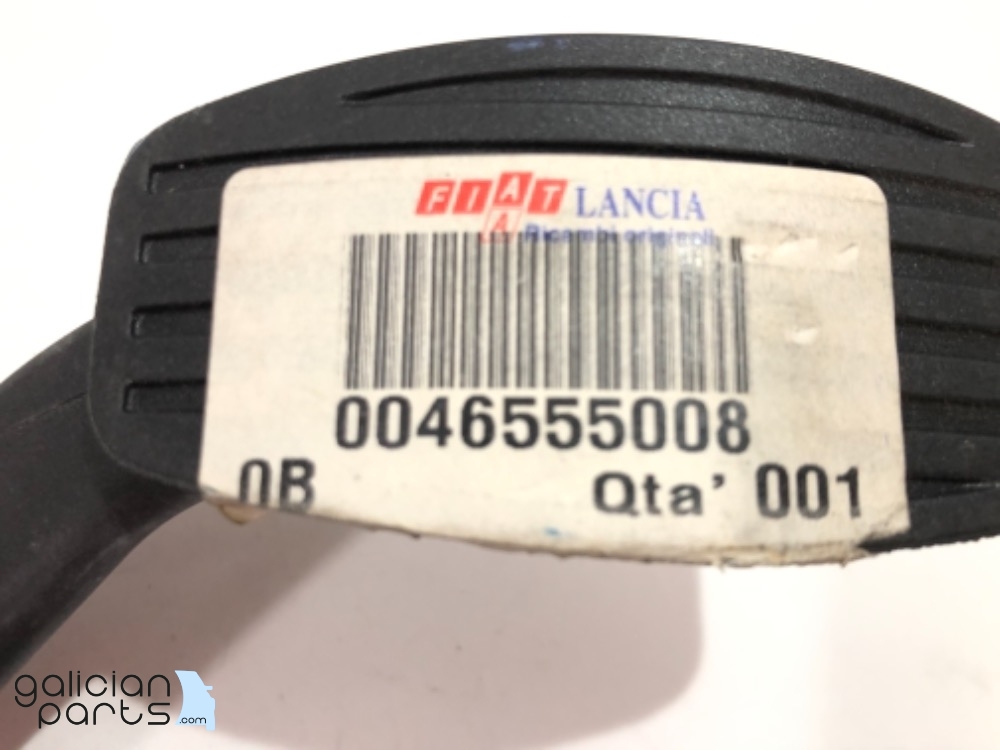 FIAT LANCIA
Ricambi originali
0046555008
0B Qta' 001
galician
parts.com